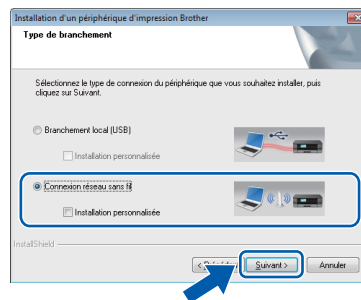 Installation d'un périphérique d'impression Brother
Type de branchement
Sélectionnez le type de connexion du périphérique que vous souhaitez installer, puis
cliquez sur Suivant.
Branchement local (USB)
Installation personnalisée
Connexion réseau sans fil
Installation personnalisée
InstallShield
Suivant >
Annuler